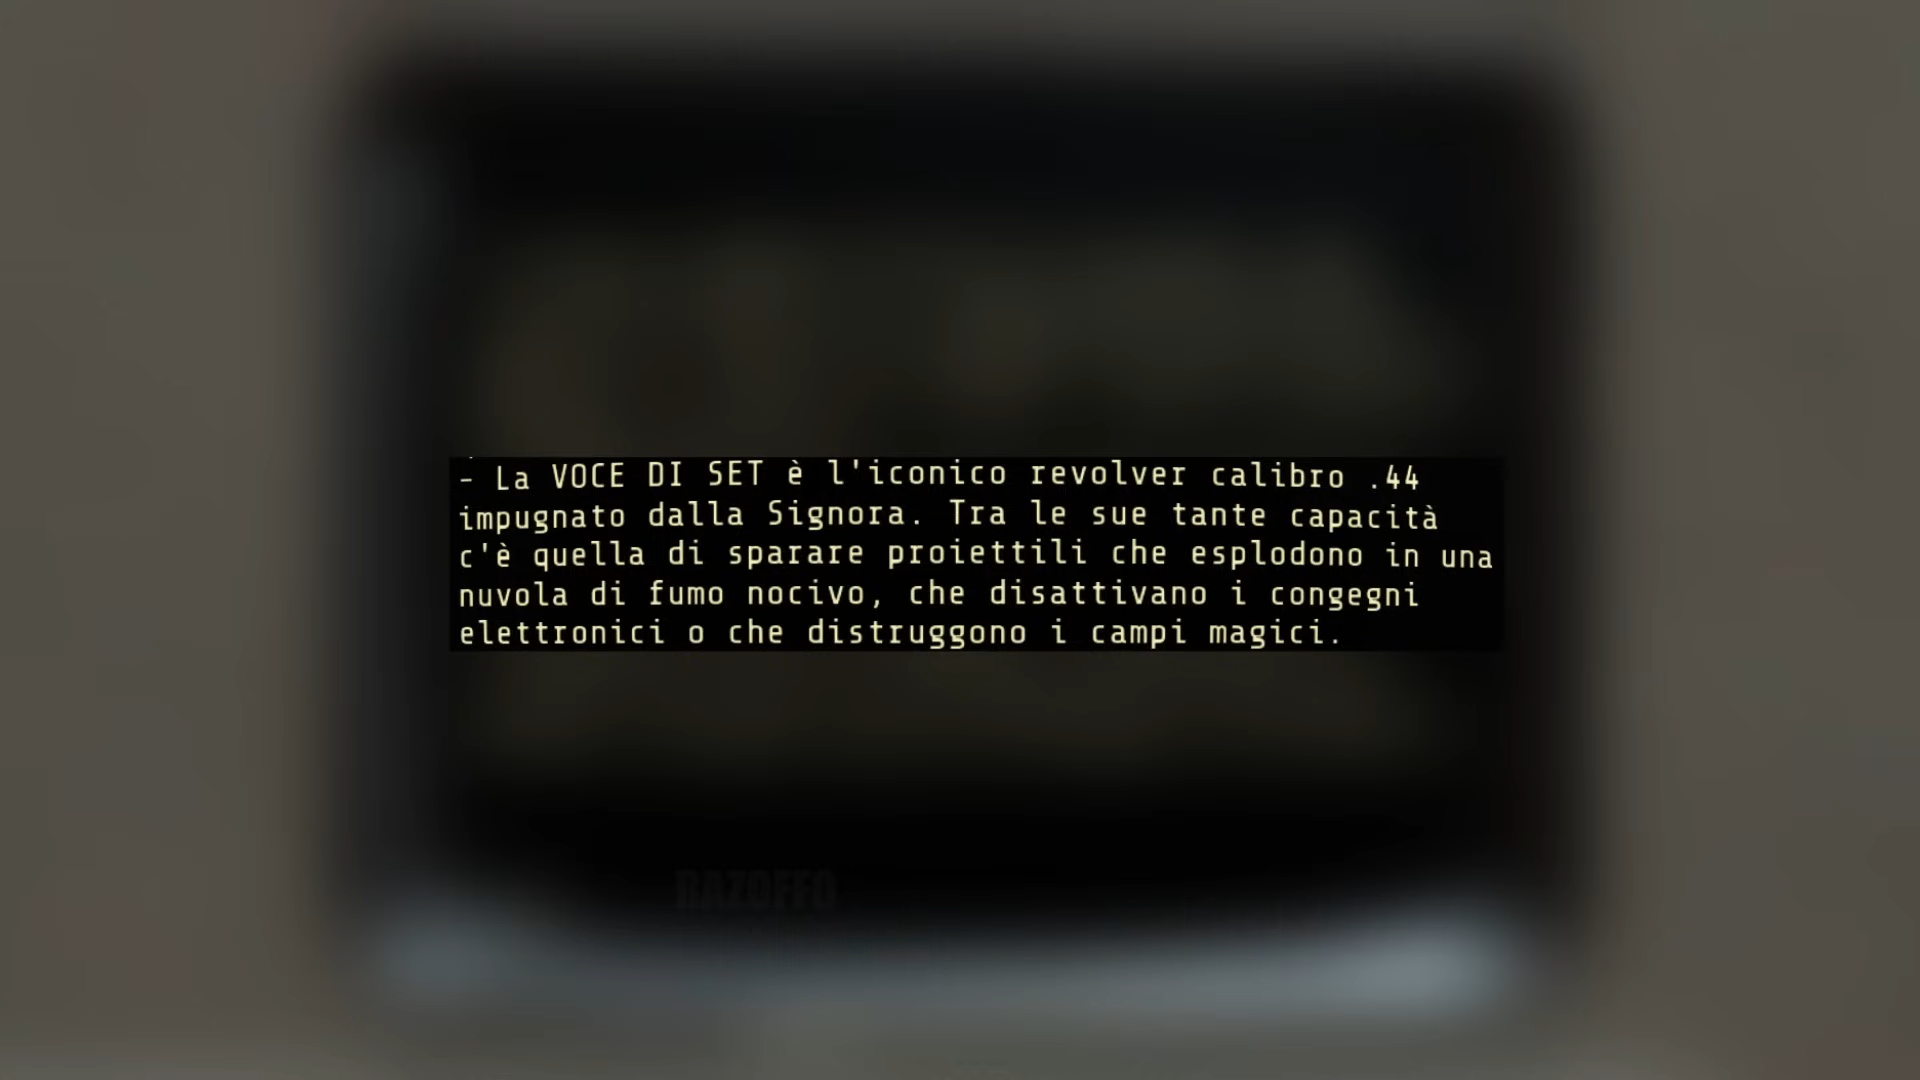 - La VOCE DI SET è l'iconico revolver calibro .44
impugnato dalla Signora. Tra le sue tante capacità
c'è quella di sparare proiettili che esplodono in una
nuvola di fumo nocivo, che disattivano i congegni
elettronici o che distruggono i campi magici.
RAZOFFO